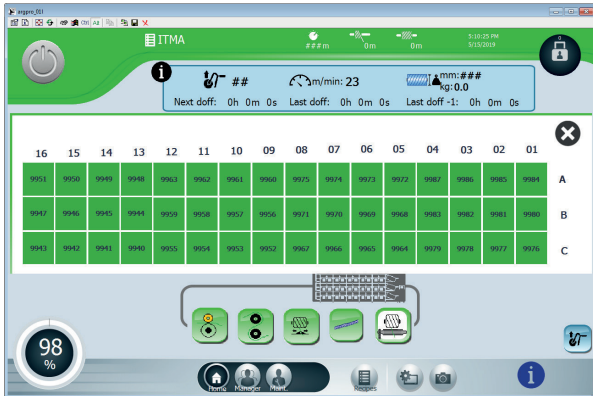 argpro_01I
Ctrl Alt
ITMA
###m 0m 0m 5:10:25 PM
5/15/2019
0
## m/min: 23 mm:###
kg:0.0
Next doff: 0h 0m 0s Last doff: 0h 0m 0s Last doff -1: 0h 0m 0s
16 15 14 13 12 11 10 09 08 07 06 05 04 03 02 01
9951 9950 9949 9948 9963 9962 9961 9960 9975 9974 9973 9972 9987 9986 9985 9984 A
9947 9946 9945 9944 9959 9958 9957 9956 9971 9970 9969 9968 9983 9982 9981 9980 B
9943 9942 9941 9940 9955 9954 9953 9952 9967 9966 9965 9964 9979 9978 9977 9976 C
98
%
Home Manager Maint. Recipes